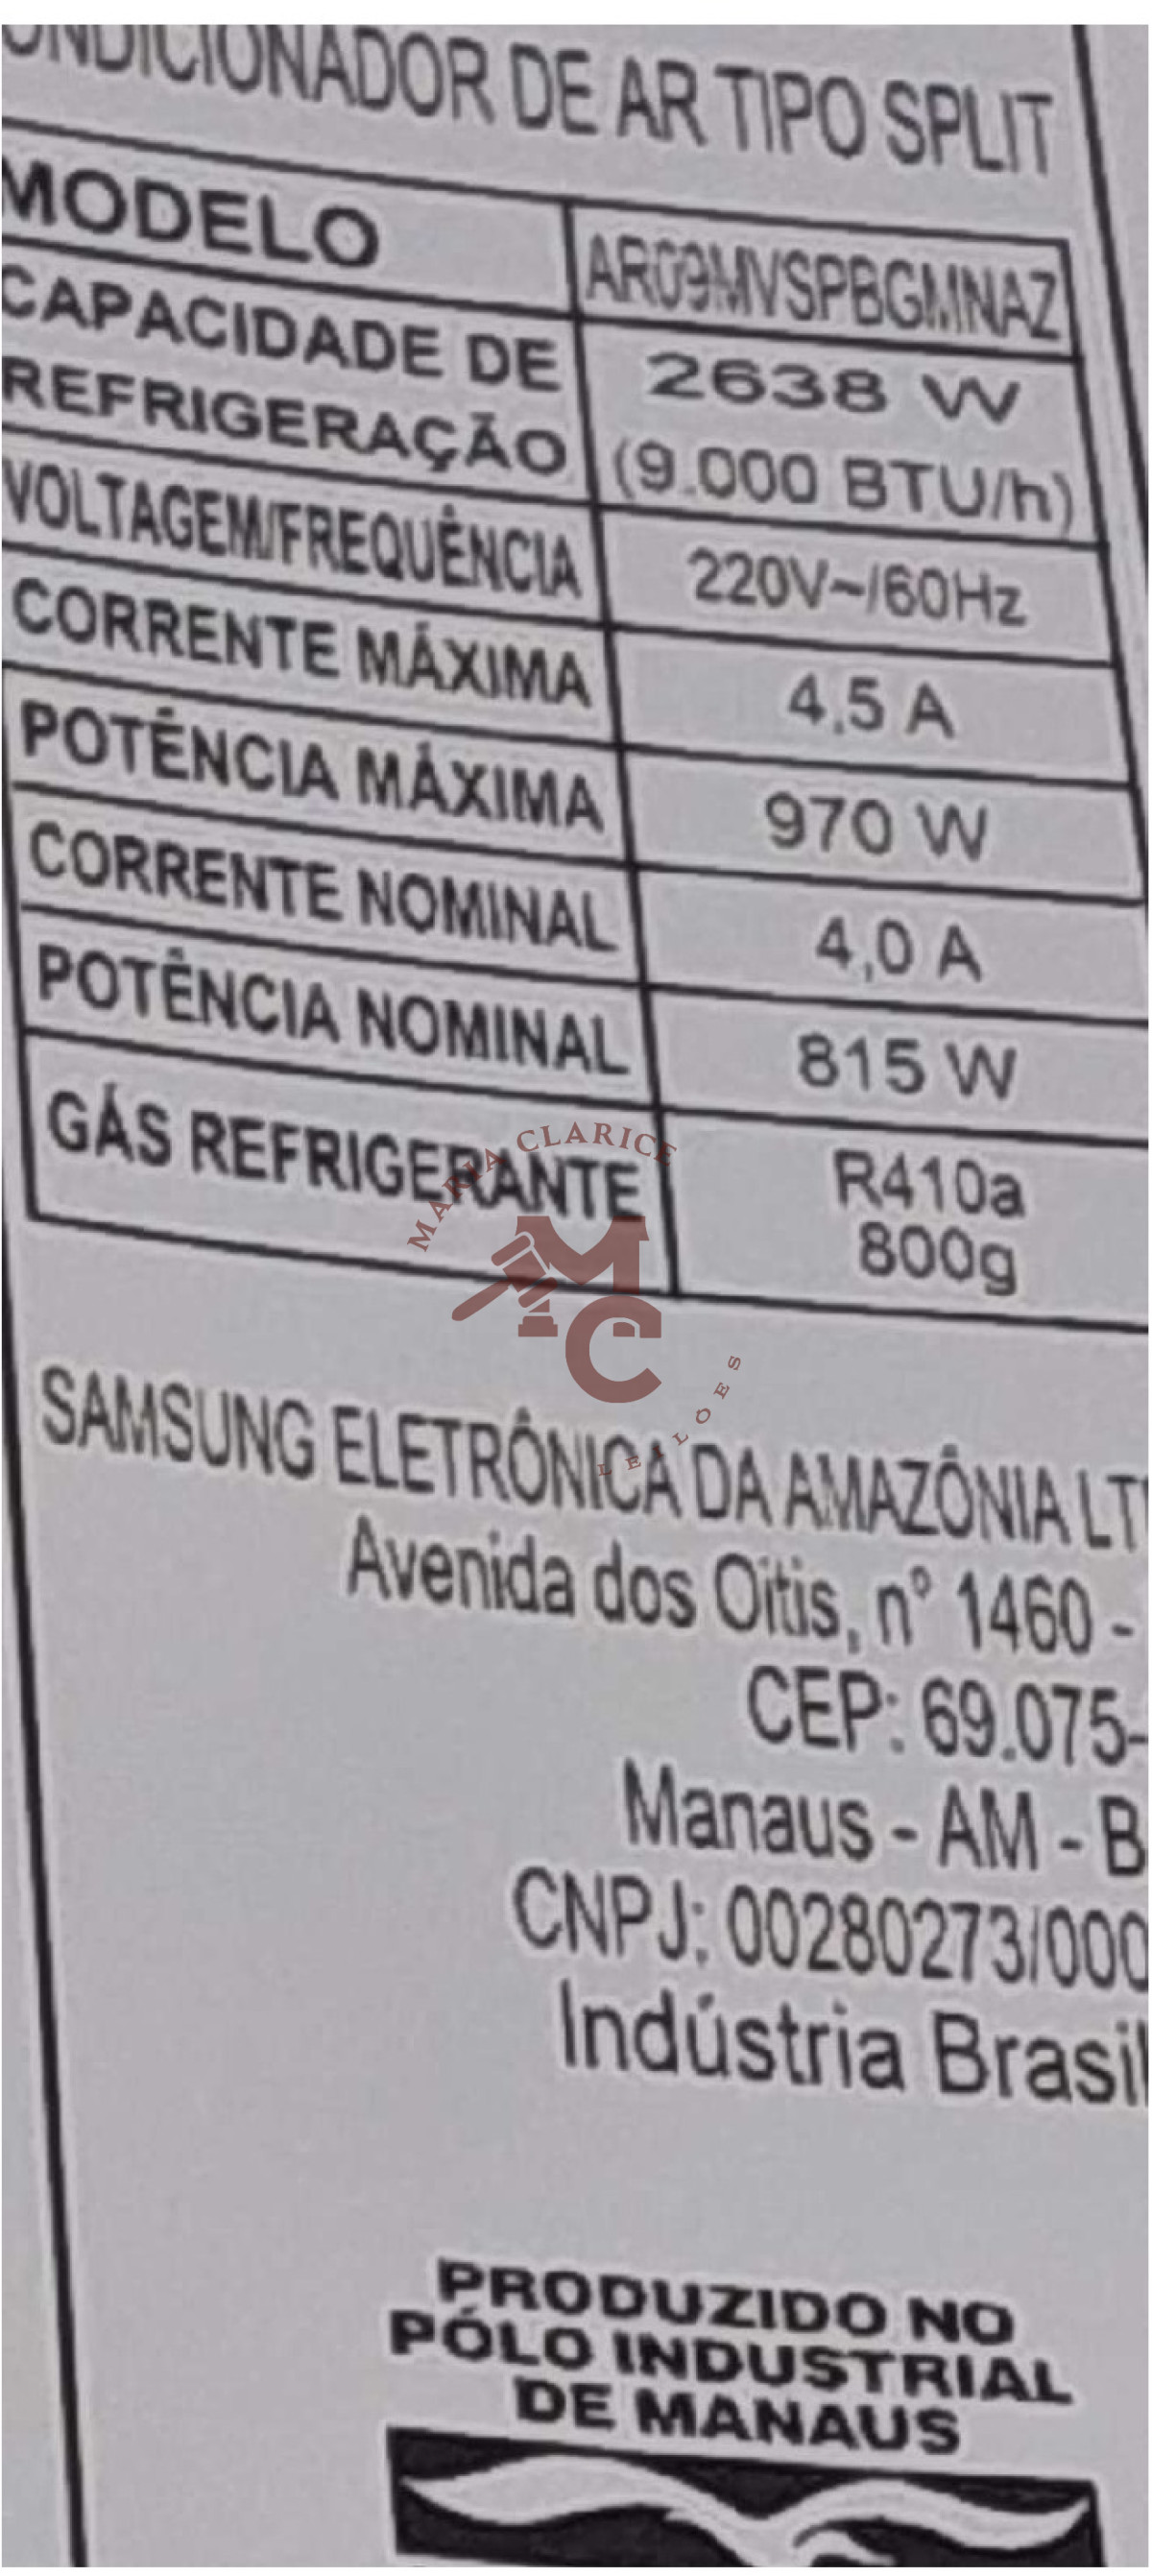 ONDICIONADOR DE AR TIPO SPLIT
MODELO AR09MVSPBGMNAZ
CAPACIDADE DE REFRIGERAÇÃO 2638 W
(9.000 BTU/h)
VOLTAGEM/FREQUÊNCIA 220V~/60Hz
CORRENTE MÁXIMA 4,5 A
POTÊNCIA MÁXIMA 970 W
CORRENTE NOMINAL 4,0 A
POTÊNCIA NOMINAL 815 W
GÁS REFRIGERANTE R410a
800g
MARIA CLARICE
MC
LEILÕES
SAMSUNG ELETRÔNICA DA AMAZÔNIA LT
Avenida dos Oitis, nº 1460 -
CEP: 69.075-
Manaus - AM - B
CNPJ: 00280273/000
Indústria Brasil
PRODUZIDO NO
PÓLO INDUSTRIAL
DE MANAUS